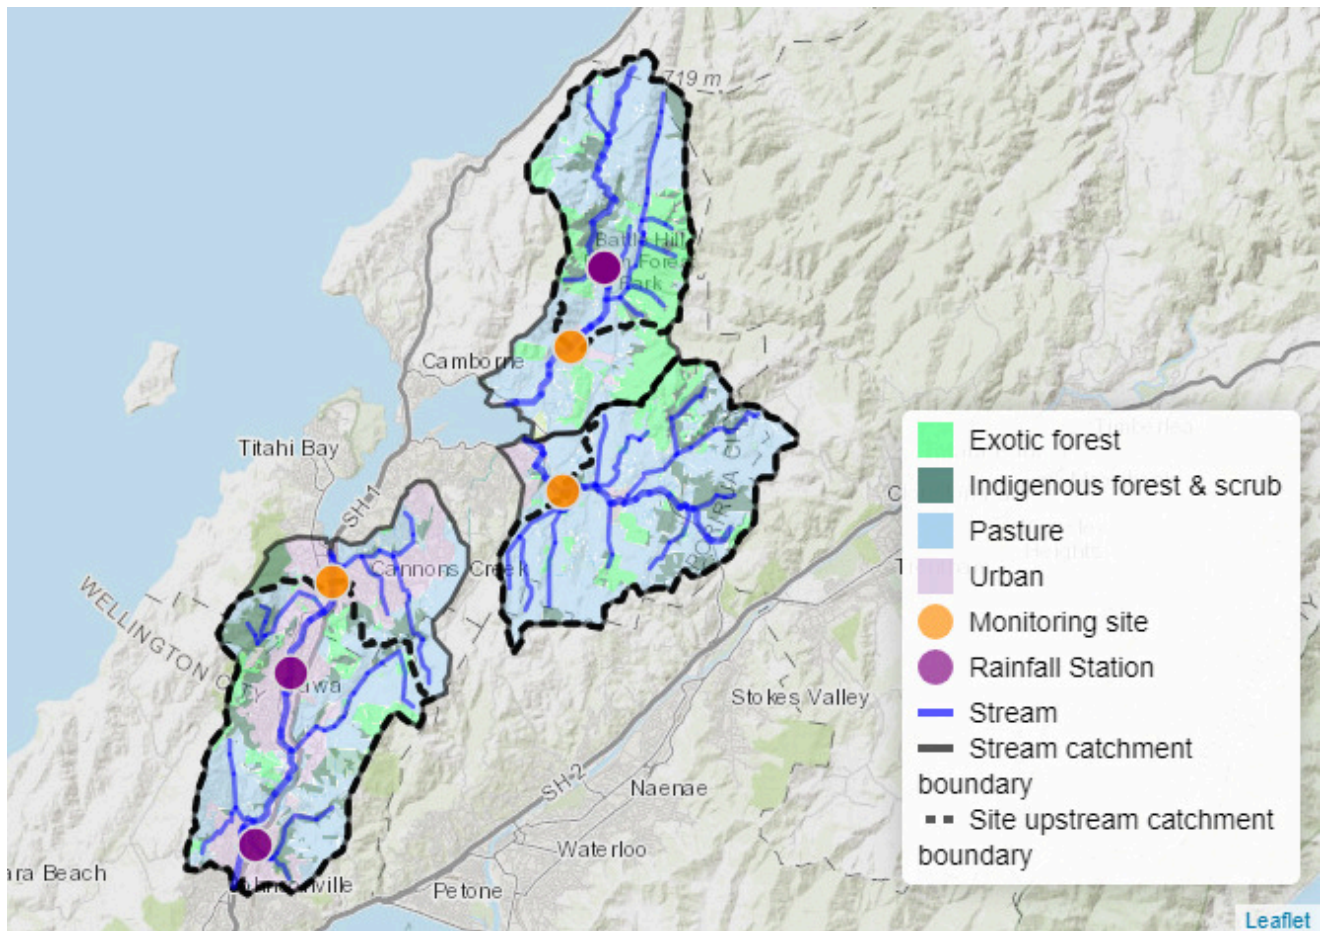 719 m
Camborne
Titahi Bay
SH-1
Cannons Creek
WELLINGTON CITY
Stokes Valley
SH-2
Naenae
Waterloo
ara Beach
Johnsonville
Petone
Exotic forest
Indigenous forest & scrub
Pasture
Urban
Monitoring site
Rainfall Station
Stream
Stream catchment
boundary
Site upstream catchment
boundary
Leaflet